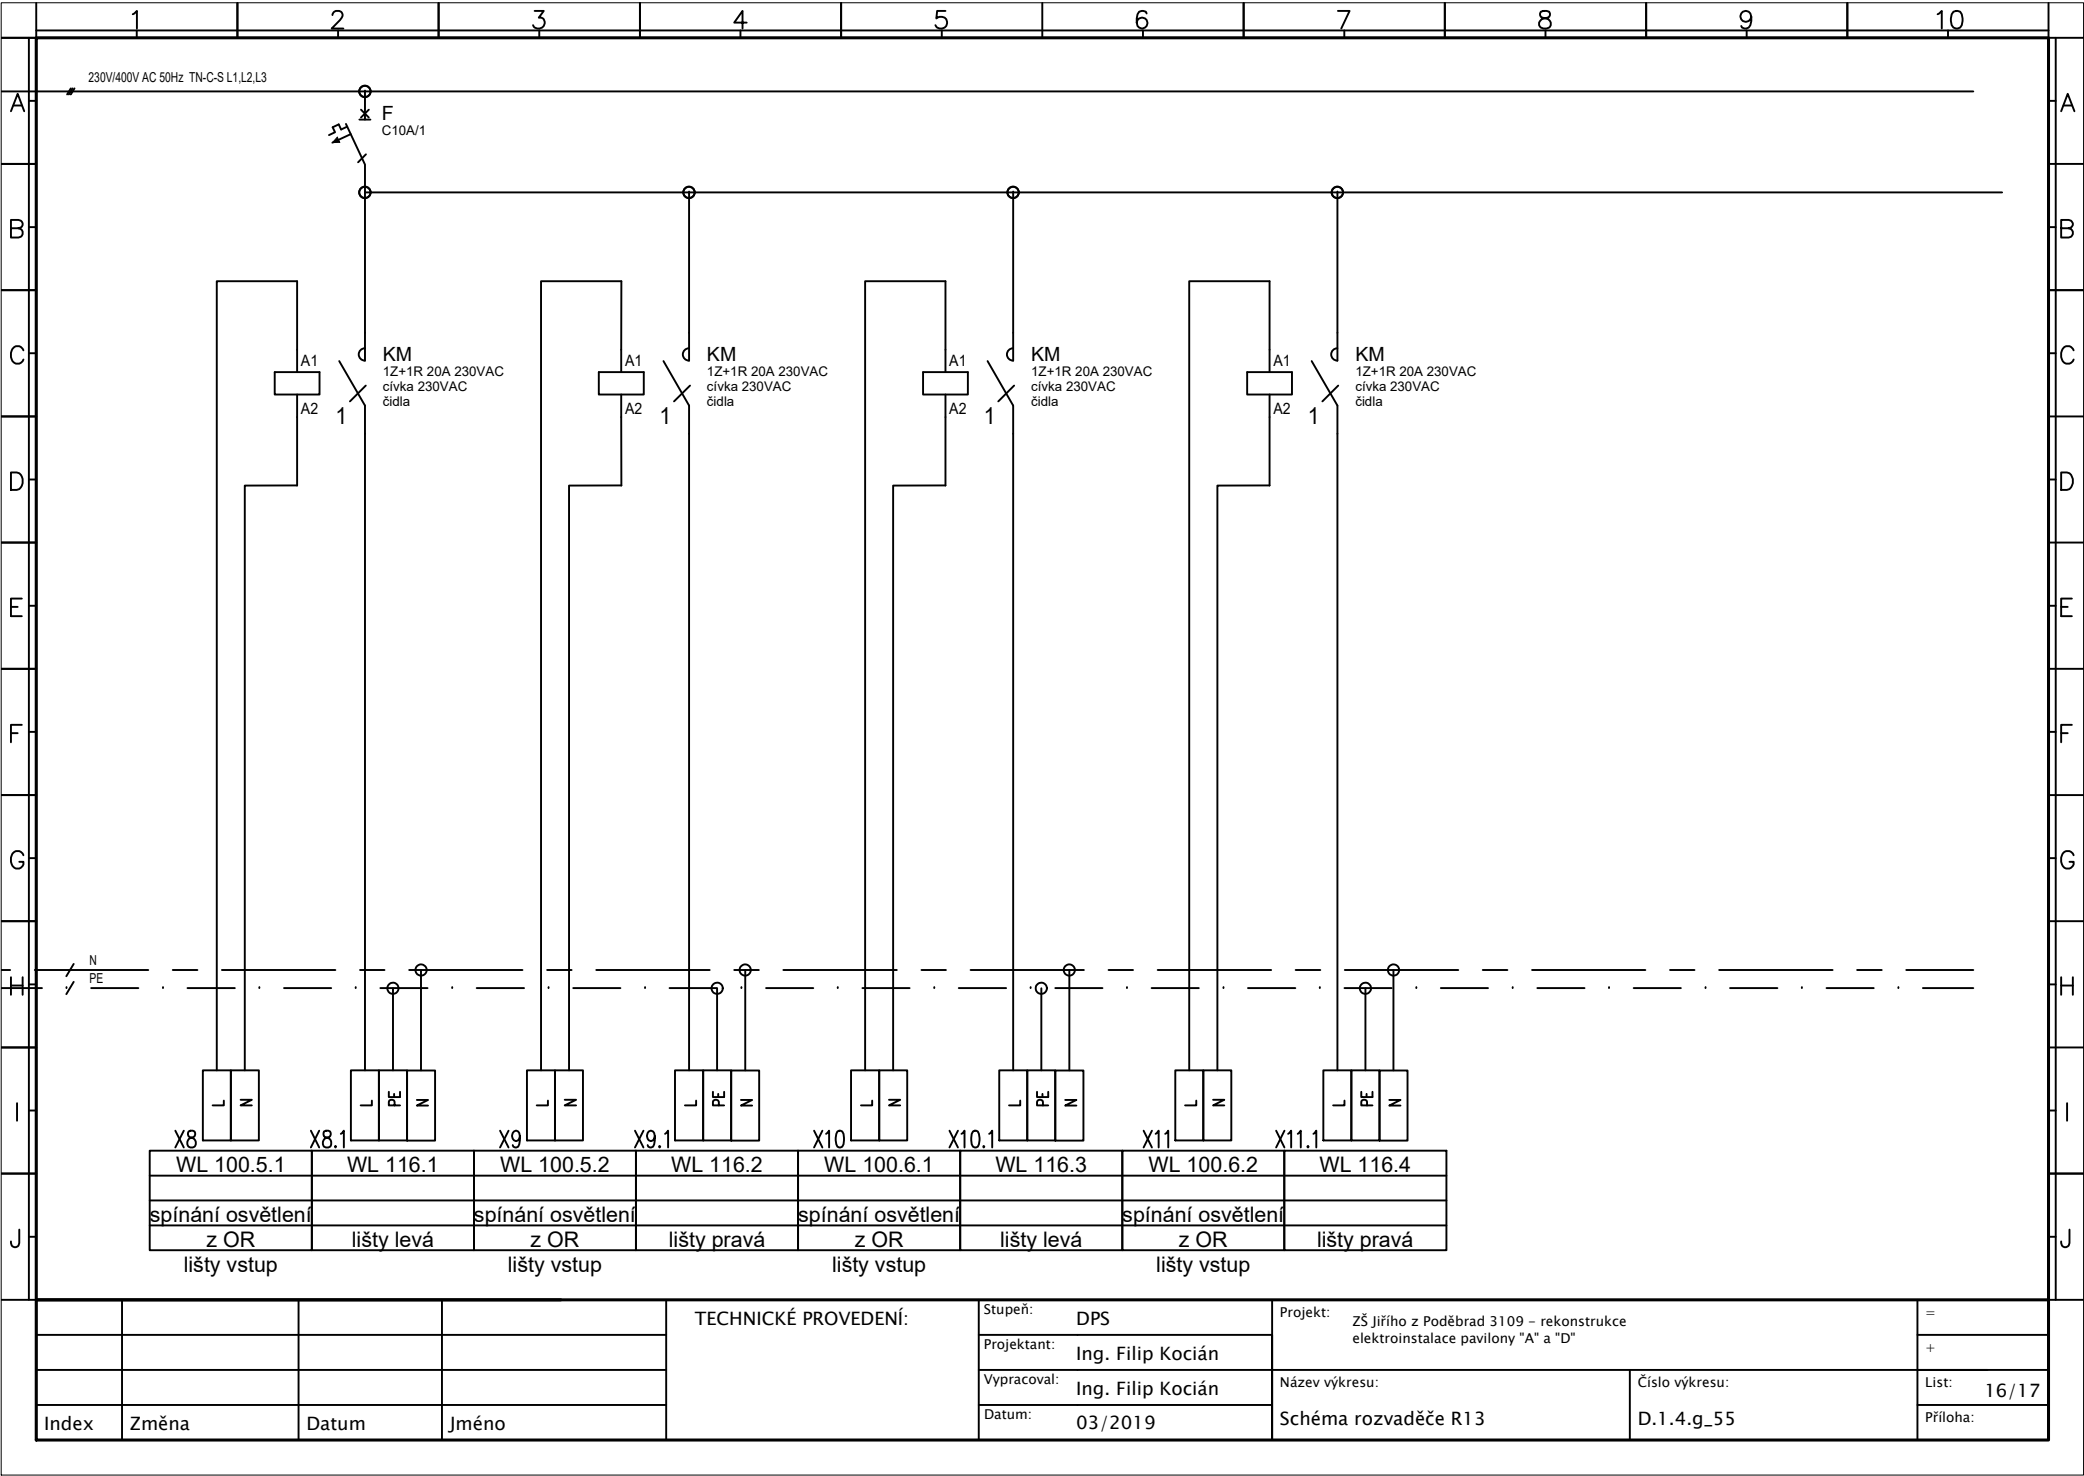 1 2 3 4 5 6 7 8 9 10
230V/400V AC 50Hz TN-C-S L1,L2,L3
A A
F
C10A/1
B B
C C
A1 KM A1 KM A1 KM A1 KM
1Z+1R 20A 230VAC 1Z+1R 20A 230VAC 1Z+1R 20A 230VAC 1Z+1R 20A 230VAC
cívka 230VAC cívka 230VAC cívka 230VAC cívka 230VAC
A2 čidla A2 čidla A2 čidla A2 čidla
1 1 1 1
D D
E E
F F
G G
N
PE
H H
L N L PE N L N L PE N L N L PE N L N L PE N
I I
X8 X8.1 X9 X9.1 X10 X10.1 X11 X11.1
WL 100.5.1 WL 116.1 WL 100.5.2 WL 116.2 WL 100.6.1 WL 116.3 WL 100.6.2 WL 116.4
spínání osvětlení spínání osvětlení spínání osvětlení spínání osvětlení
J J
z OR lišty levá z OR lišty pravá z OR lišty levá z OR lišty pravá
lišty vstup lišty vstup lišty vstup lišty vstup
TECHNICKÉ PROVEDENÍ:
Index Změna Datum Jméno
Stupeň: DPS
Projektant: Ing. Filip Kocián
Vypracoval: Ing. Filip Kocián
Datum: 03/2019
Projekt: ZŠ Jiřího z Poděbrad 3109 – rekonstrukce
elektroinstalace pavilony "A" a "D"
Název výkresu:
Schéma rozvaděče R13
Číslo výkresu:
D.1.4.g_55
=
+
List: 16/17
Příloha: